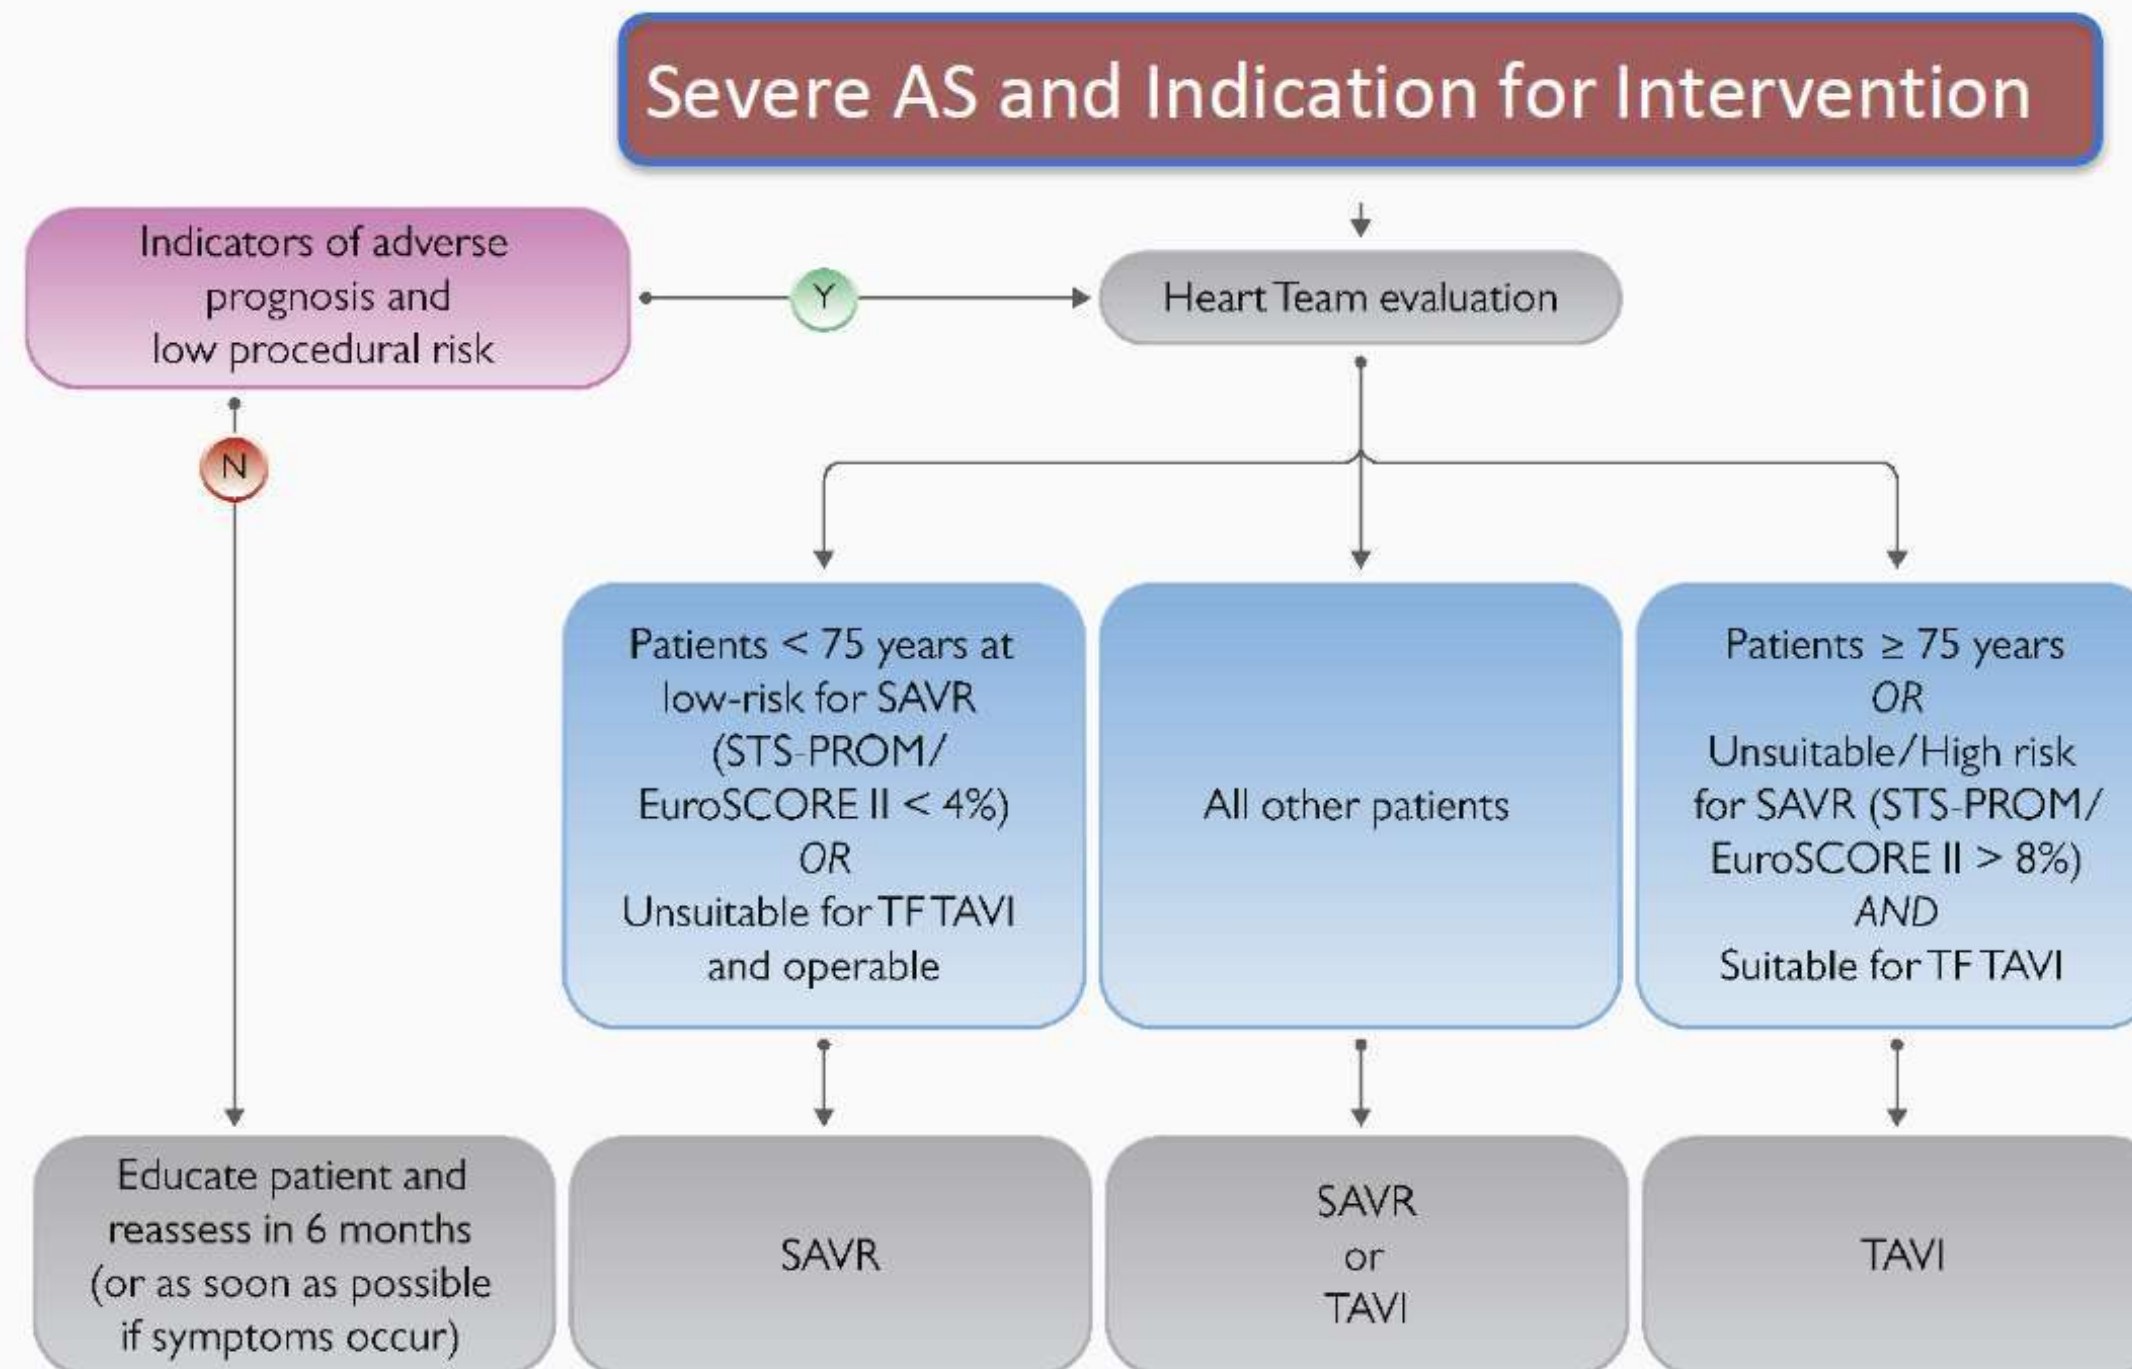 Severe AS and Indication for Intervention
Indicators of adverse
prognosis and
low procedural risk
Y
Heart Team evaluation
N
Patients < 75 years at
low-risk for SAVR
(STS-PROM/
EuroSCORE II < 4%)
OR
Unsuitable for TF TAVI
and operable
All other patients
Patients ≥ 75 years
OR
Unsuitable/High risk
for SAVR (STS-PROM/
EuroSCORE II > 8%)
AND
Suitable for TF TAVI
Educate patient and
reassess in 6 months
(or as soon as possible
if symptoms occur)
SAVR
SAVR
or
TAVI
TAVI